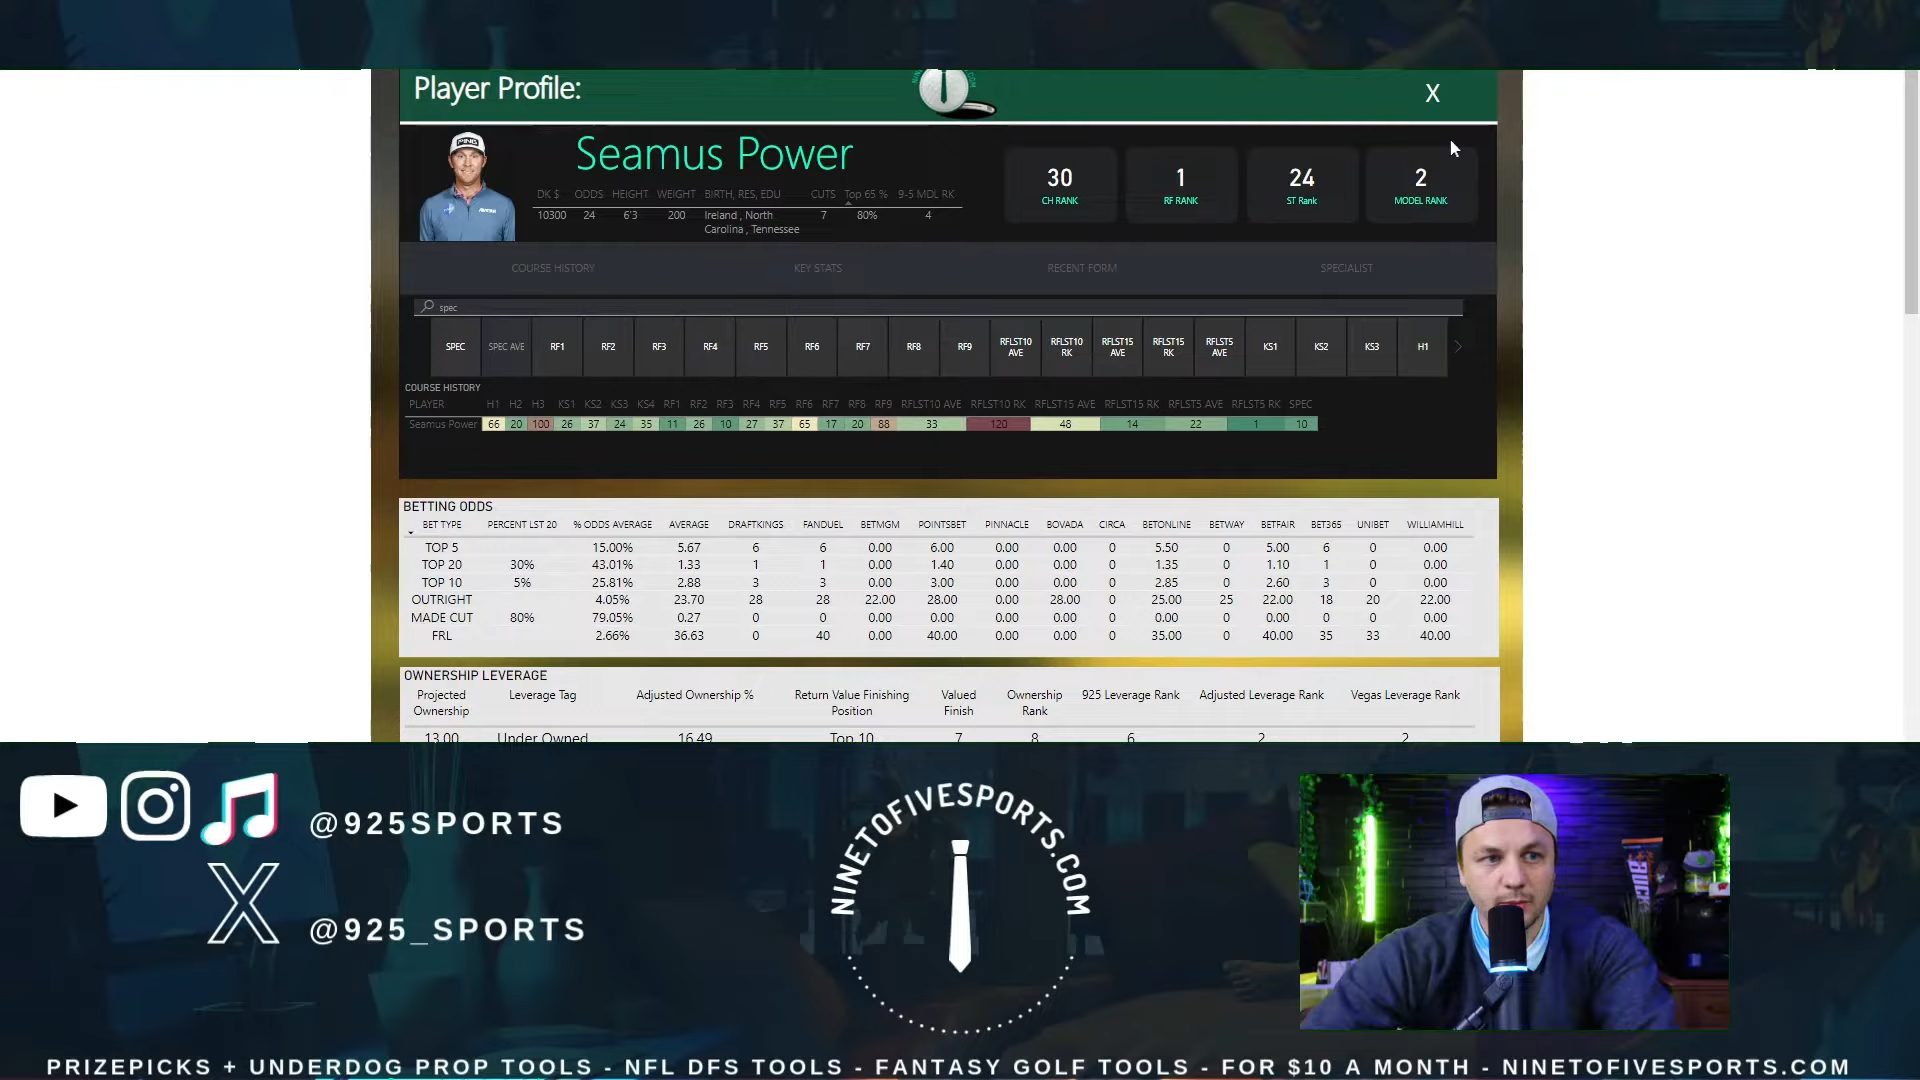 Player Profile:
X
PING
Seamus Power
DK $ ODDS HEIGHT WEIGHT BIRTH, RES, EDU CUTS Top 65 % 9-5 MDL RK
10300 24 6'3 200 Ireland , North Carolina , Tennessee 7 80% 4
30 1 24 2
CH RANK RF RANK ST Rank MODEL RANK
COURSE HISTORY KEY STATS RECENT FORM SPECIALIST
spec
SPEC SPEC AVE RF1 RF2 RF3 RF4 RF5 RF6 RF7 RF8 RF9 RFLST10 AVE RFLST10 RK RFLST15 AVE RFLST15 RK RFLST5 AVE KS1 KS2 KS3 H1
COURSE HISTORY
PLAYER H1 H2 H3 KS1 KS2 KS3 KS4 RF1 RF2 RF3 RF4 RF5 RF6 RF7 RF8 RF9 RFLST10 AVE RFLST10 RK RFLST15 AVE RFLST15 RK RFLST5 AVE RFLST5 RK SPEC
Seamus Power 66 20 100 26 37 24 35 11 26 10 27 37 65 17 20 88 33 120 48 14 22 1 10
BETTING ODDS
BET TYPE PERCENT LST 20 % ODDS AVERAGE AVERAGE DRAFTKINGS FANDUEL BETMGM POINTSBET PINNACLE BOVADA CIRCA BETONLINE BETWAY BETFAIR BET365 UNIBET WILLIAMHILL
TOP 5 15.00% 5.67 6 6 0.00 6.00 0.00 0.00 0 5.50 0 5.00 6 0 0.00
TOP 20 30% 43.01% 1.33 1 1 0.00 1.40 0.00 0.00 0 1.35 0 1.10 1 0 0.00
TOP 10 5% 25.81% 2.88 3 3 0.00 3.00 0.00 0.00 0 2.85 0 2.60 3 0 0.00
OUTRIGHT 4.05% 23.70 28 28 22.00 28.00 0.00 28.00 0 25.00 25 22.00 18 20 22.00
MADE CUT 80% 79.05% 0.27 0 0 0.00 0.00 0.00 0.00 0 0.00 0 0.00 0 0 0.00
FRL 2.66% 36.63 0 40 0.00 40.00 0.00 0.00 0 35.00 0 40.00 35 33 40.00
OWNERSHIP LEVERAGE
Projected Ownership Leverage Tag Adjusted Ownership % Return Value Finishing Position Valued Finish Ownership Rank 925 Leverage Rank Adjusted Leverage Rank Vegas Leverage Rank
13.00 Under Owned 16.49 Top 10 7 8 6 2 2
@925SPORTS
@925_SPORTS
NINETOFIVESPORTS.COM
BUCKS
PRIZEPICKS + UNDERDOG PROP TOOLS - NFL DFS TOOLS - FANTASY GOLF TOOLS - FOR $10 A MONTH - NINETOFIVESPORTS.COM